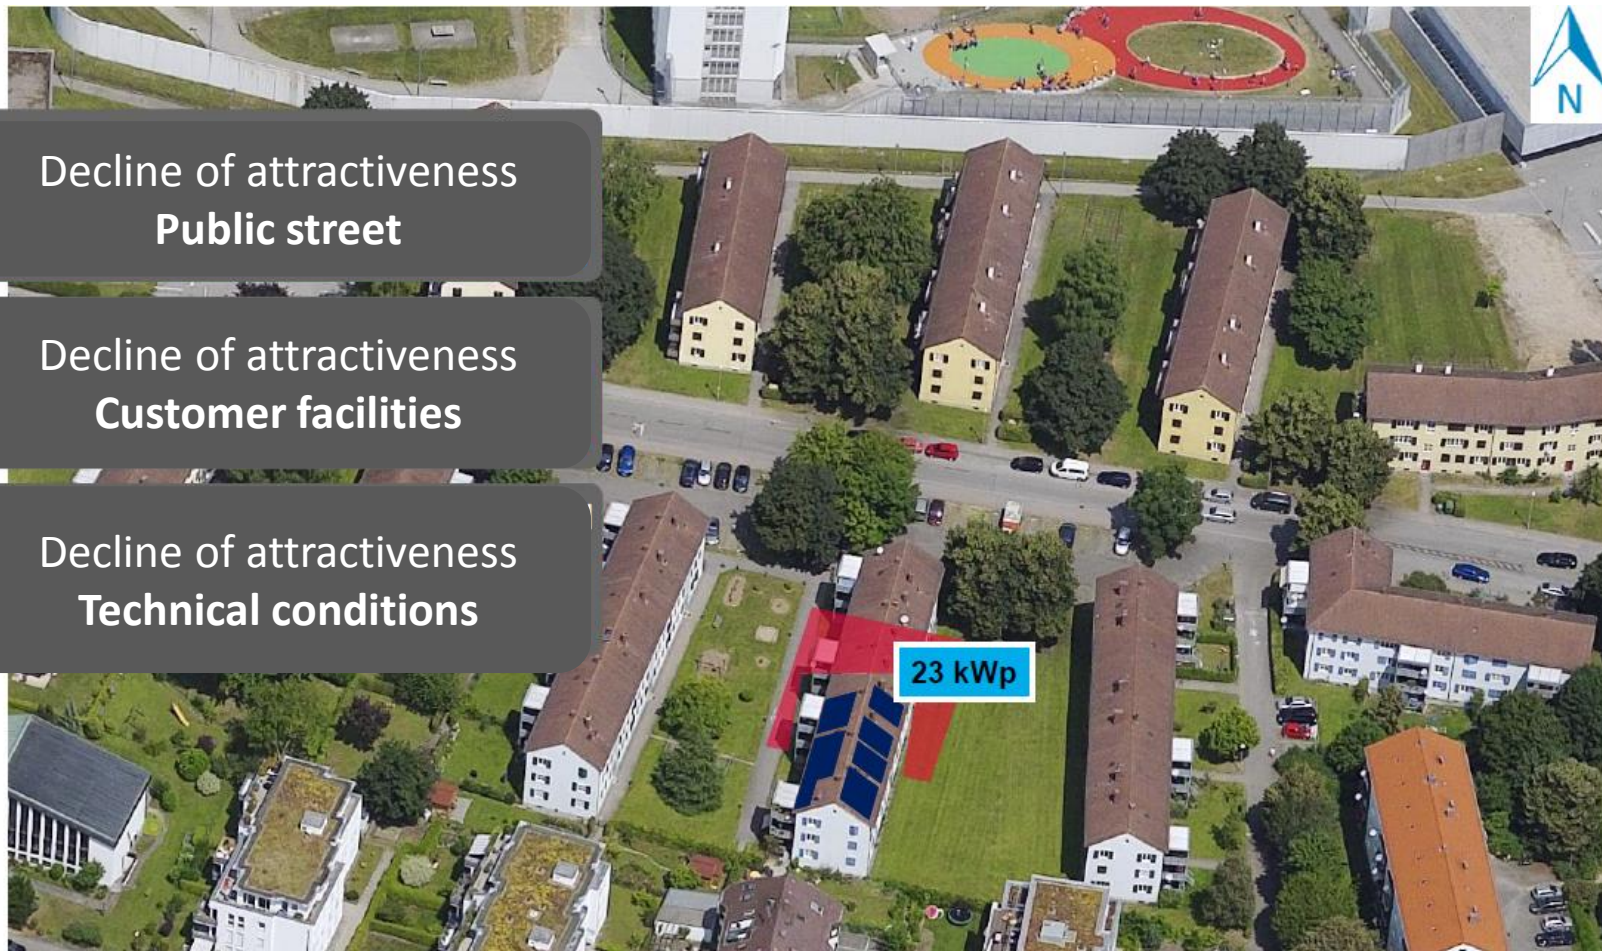 N
Decline of attractiveness
Public street
Decline of attractiveness
Customer facilities
Decline of attractiveness
Technical conditions
23 kWp